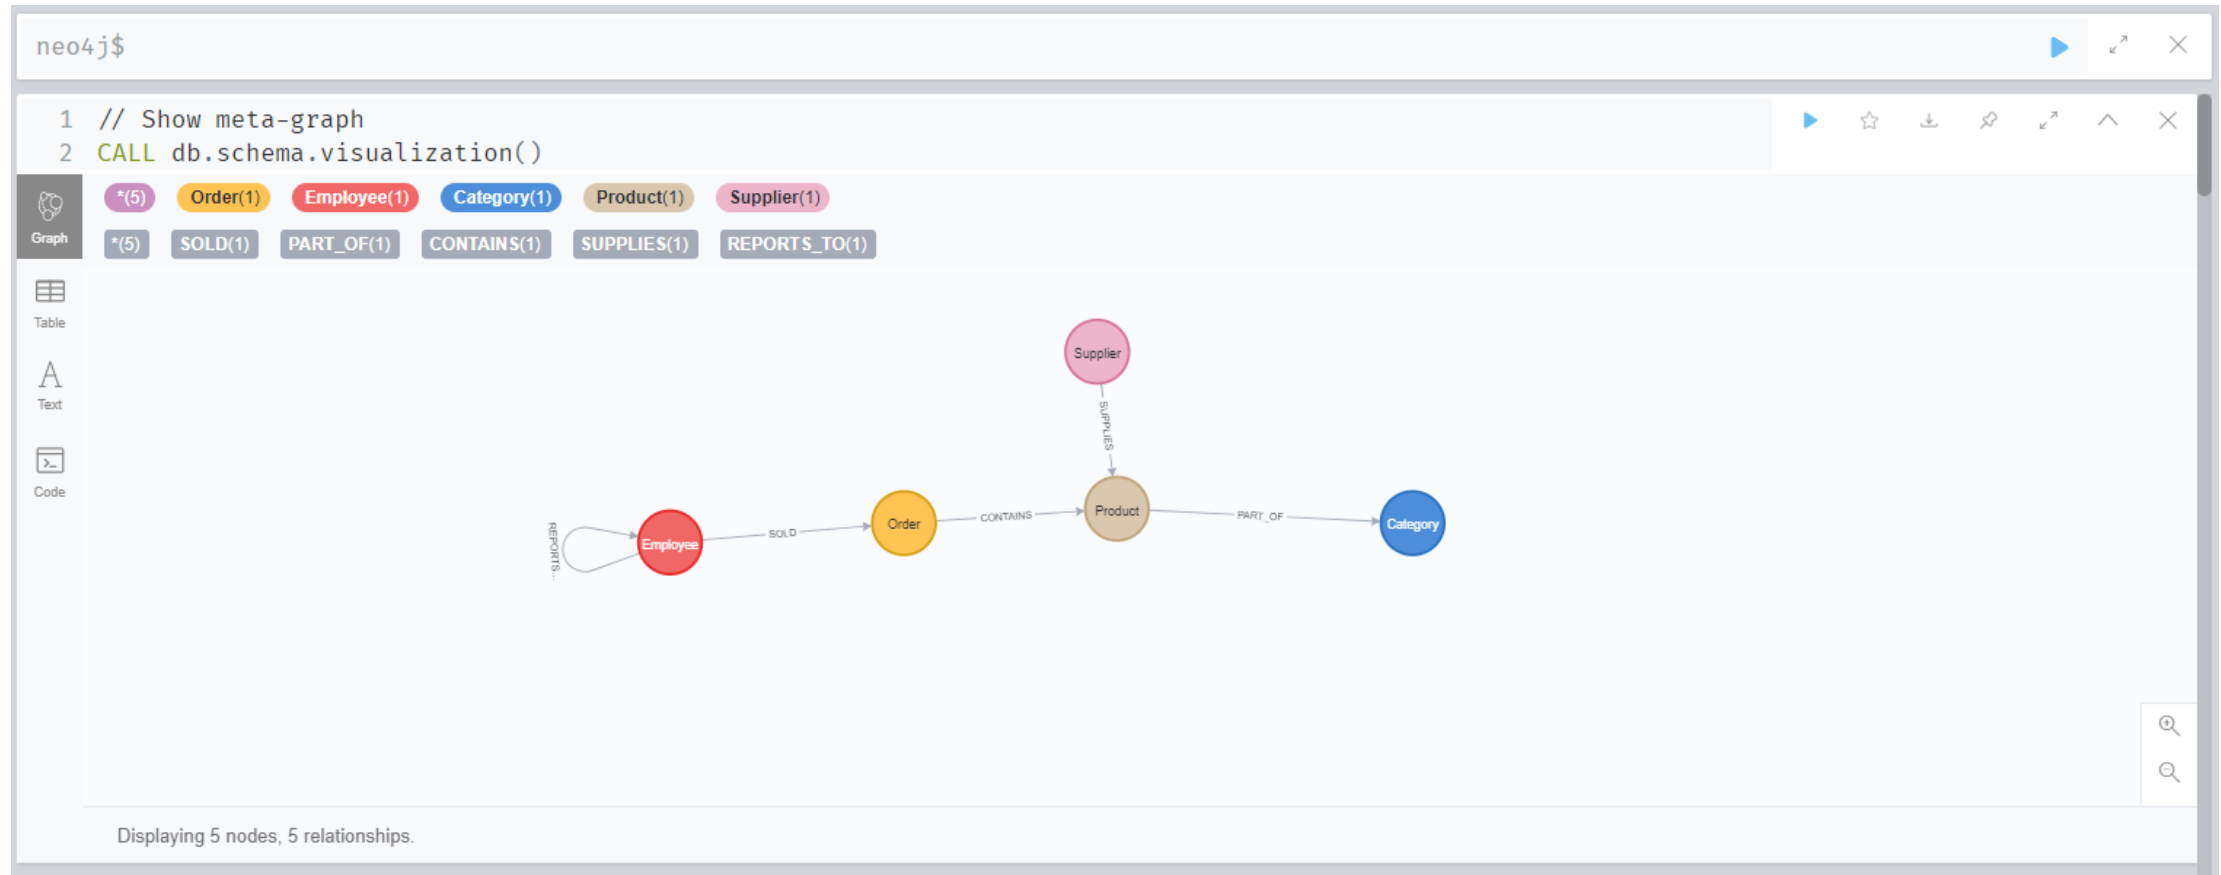 neo4j$
1 // Show meta-graph
2 CALL db.schema.visualization()
*(5) Order(1) Employee(1) Category(1) Product(1) Supplier(1)
*(5) SOLD(1) PART_OF(1) CONTAINS(1) SUPPLIES(1) REPORTS_TO(1)
Graph
Table
Text
Code
Supplier
SUPPLIES
REPORTS...
Employee
SOLD
Order
CONTAINS
Product
PART_OF
Category
Displaying 5 nodes, 5 relationships.